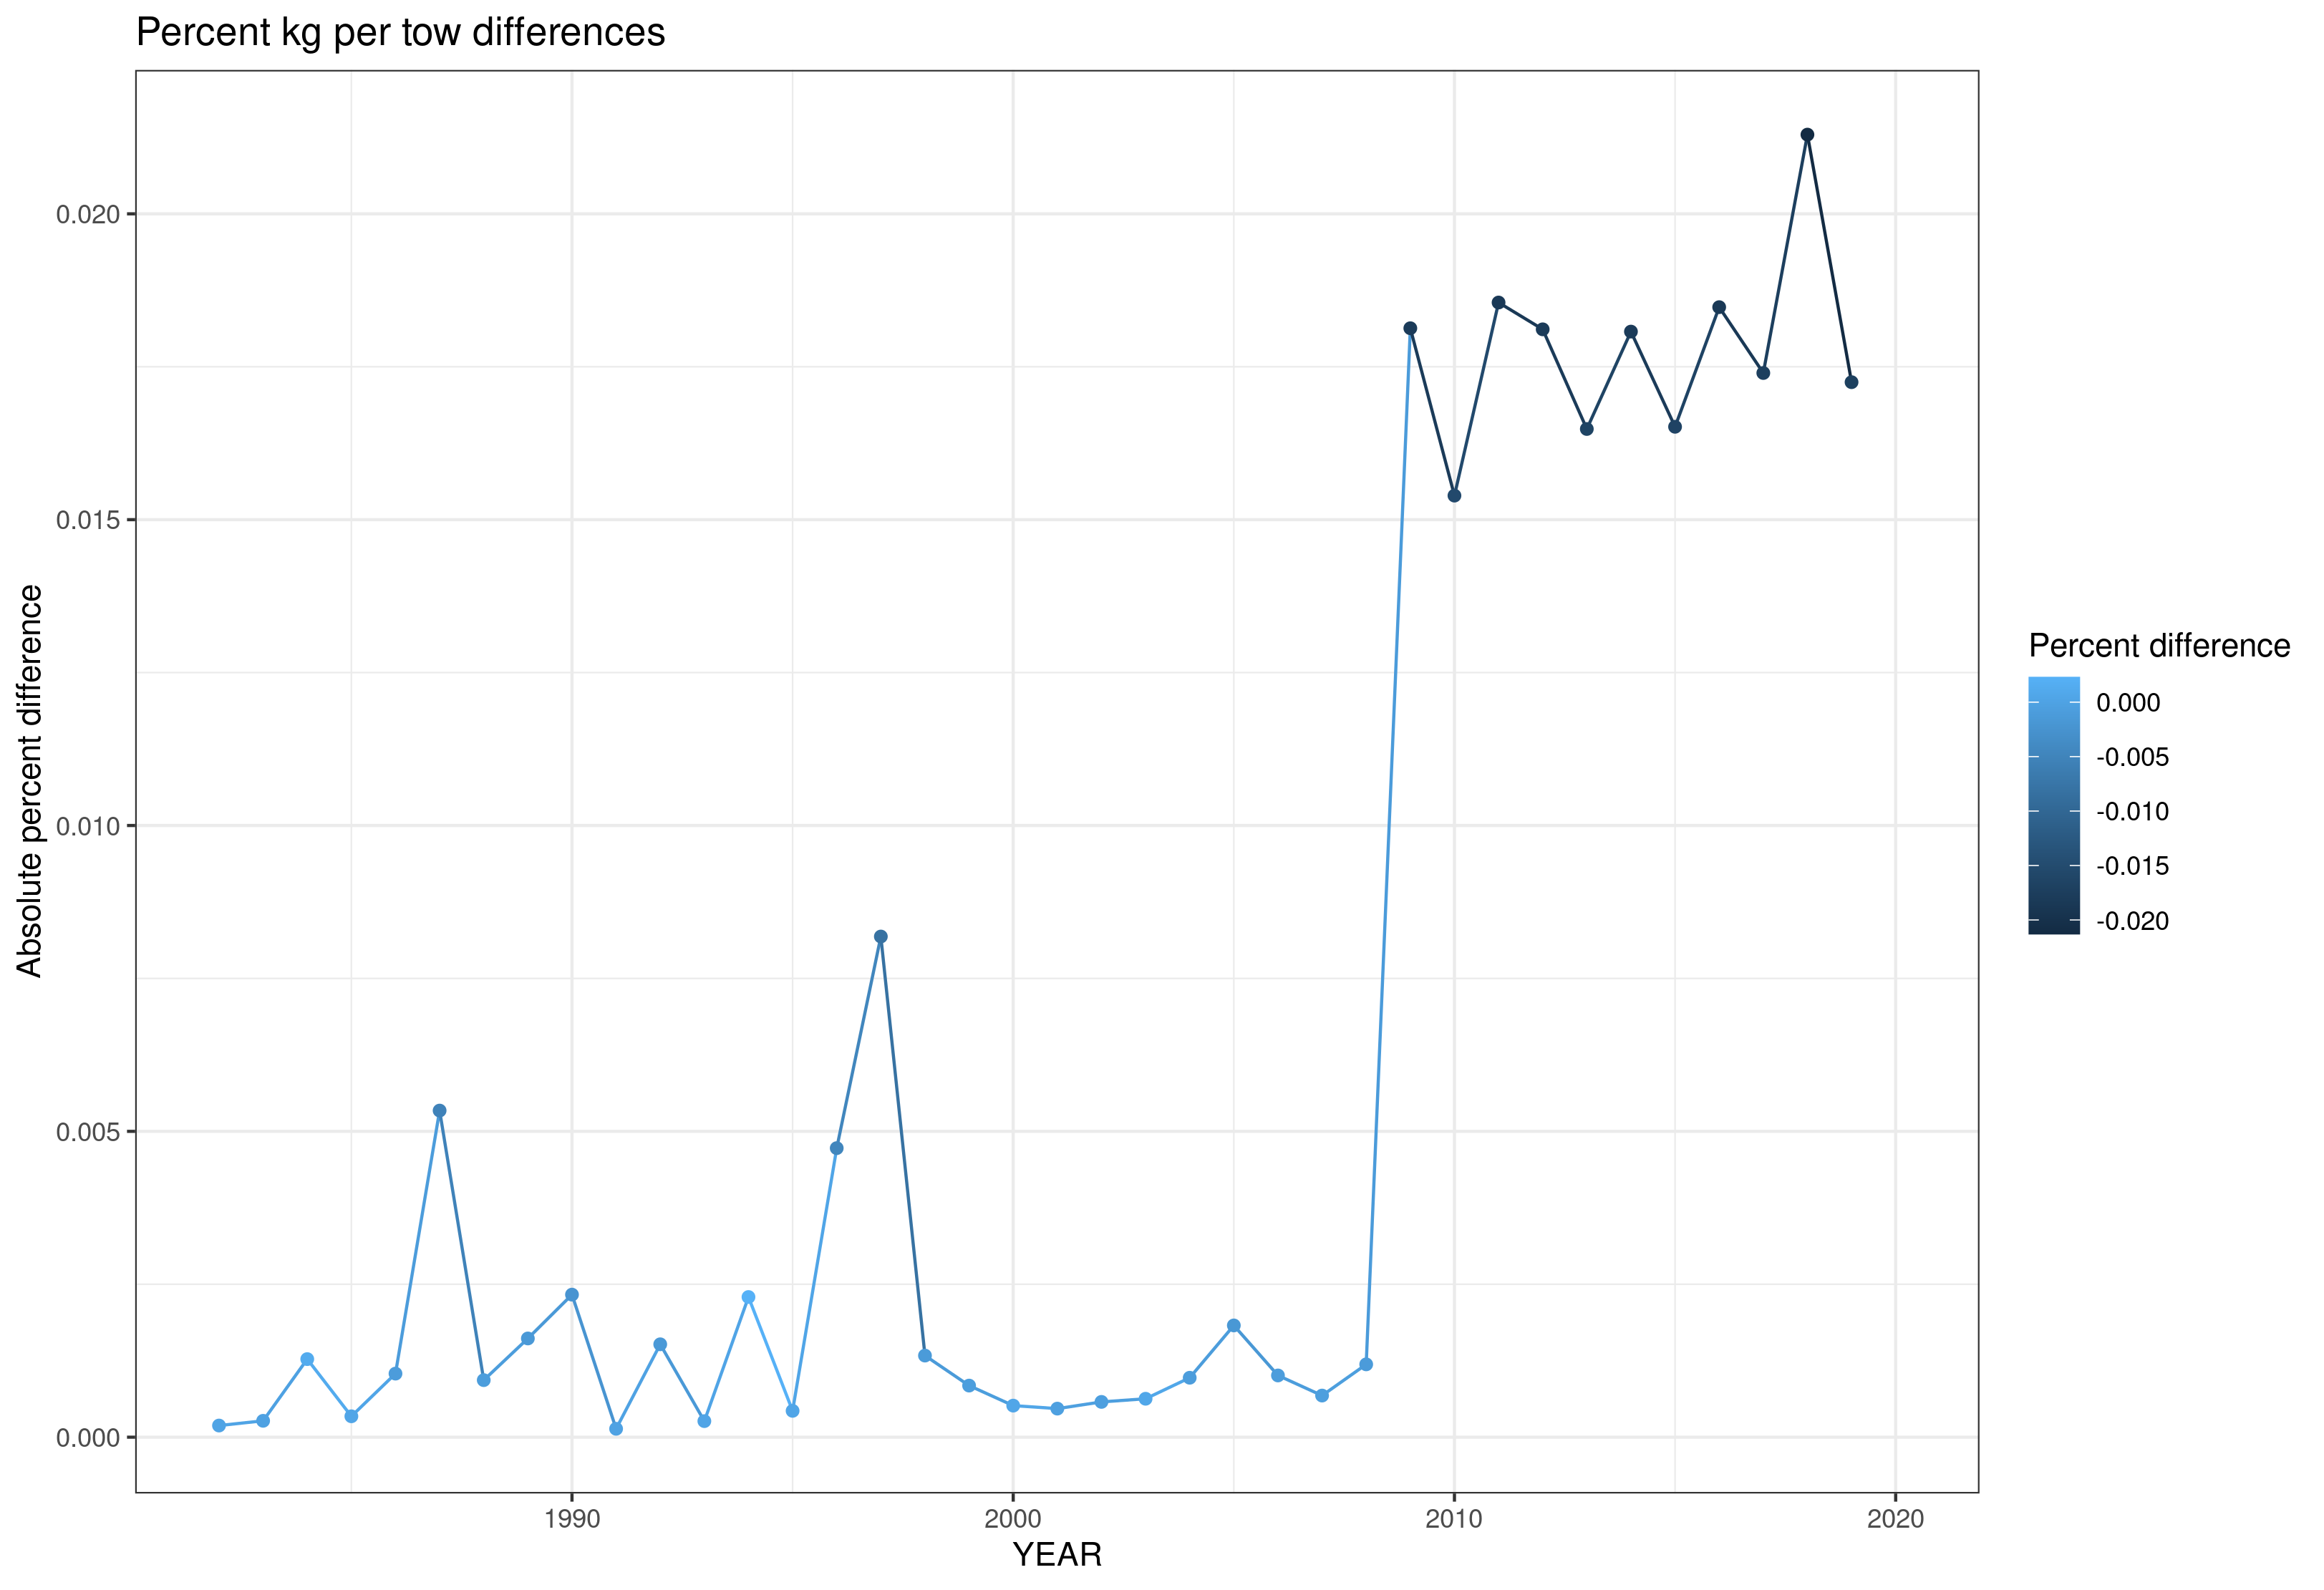 Percent kg per tow differences
Absolute percent difference
0.020
0.015
0.010
0.005
0.000
1990 2000 2010 2020
YEAR
Percent difference
0.000
-0.005
-0.010
-0.015
-0.020